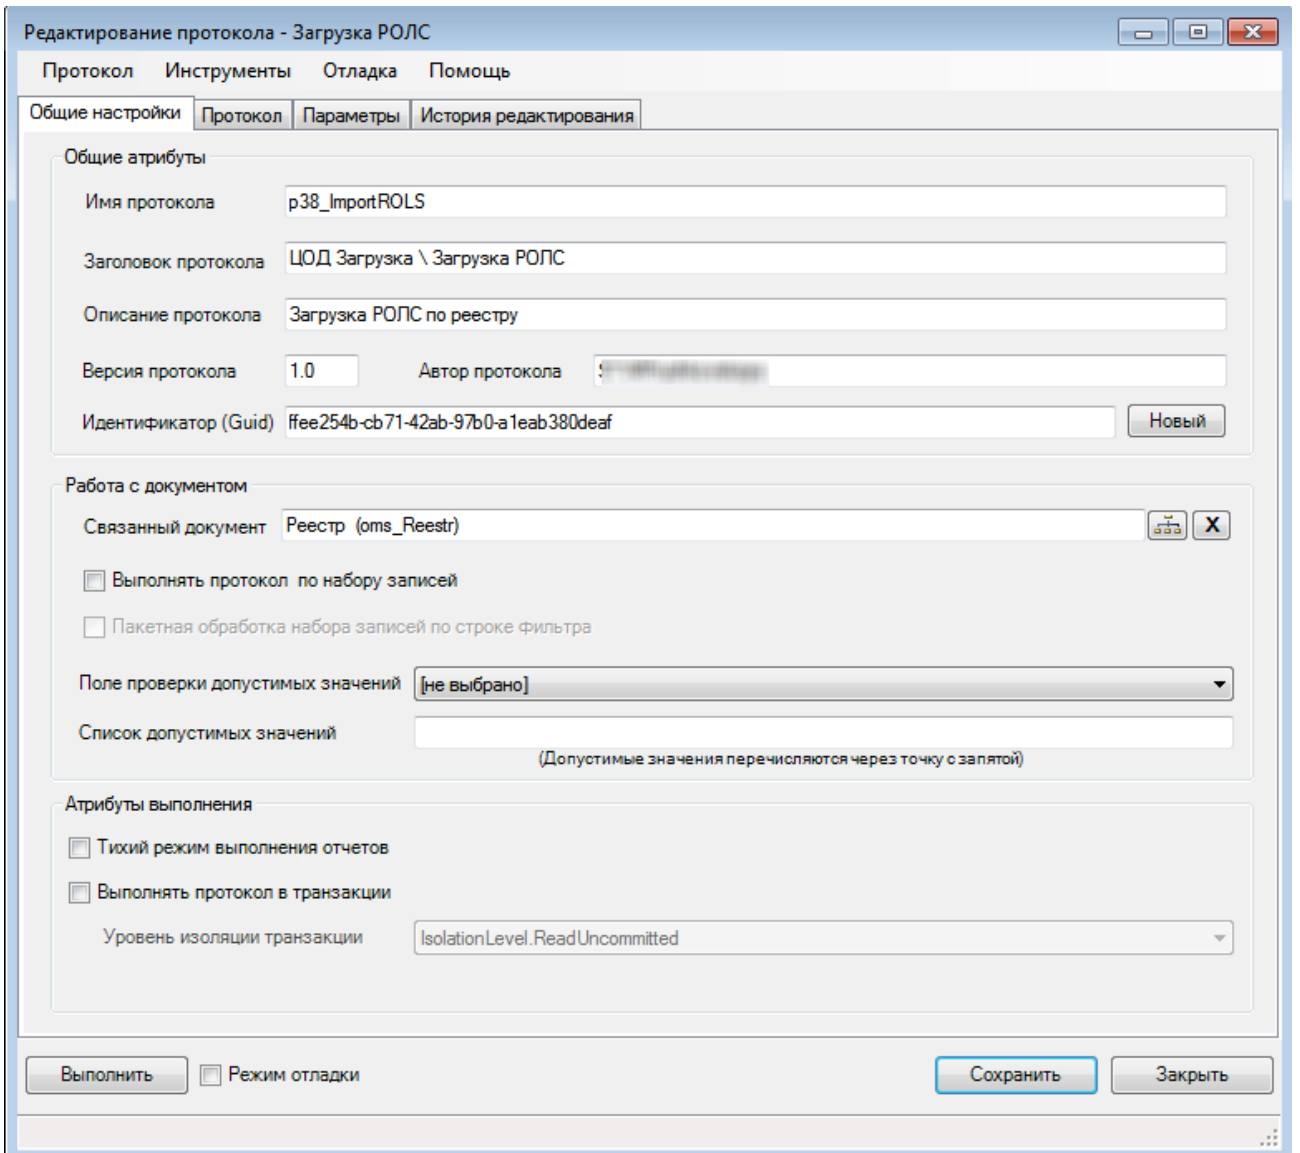 Редактирование протокола - Загрузка РОЛС
Протокол Инструменты Отладка Помощь
Общие настройки Протокол Параметры История редактирования
Общие атрибуты
Имя протокола p38_ImportROLS
Заголовок протокола ЦОД Загрузка \ Загрузка РОЛС
Описание протокола Загрузка РОЛС по реестру
Версия протокола 1.0 Автор протокола
Идентификатор (Guid) ffee254b-cb71-42ab-97b0-a1eab380deaf Новый
Работа с документом
Связанный документ Реестр (oms_Reestr) X
Выполнять протокол по набору записей
Пакетная обработка набора записей по строке фильтра
Поле проверки допустимых значений [не выбрано]
Список допустимых значений
(Допустимые значения перечисляются через точку с запятой)
Атрибуты выполнения
Тихий режим выполнения отчетов
Выполнять протокол в транзакции
Уровень изоляции транзакции IsolationLevel.ReadUncommitted
Выполнить Режим отладки Сохранить Закрыть